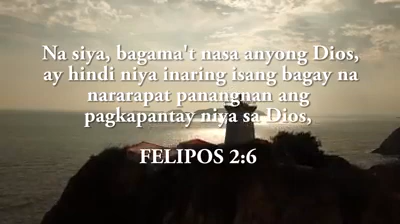 Na siya, bagama't nasa anyong Dios,
ay hindi niya inaring isang bagay na
nararapat panangnan ang
pagkapantay niya sa Dios,
FELIPOS 2:6